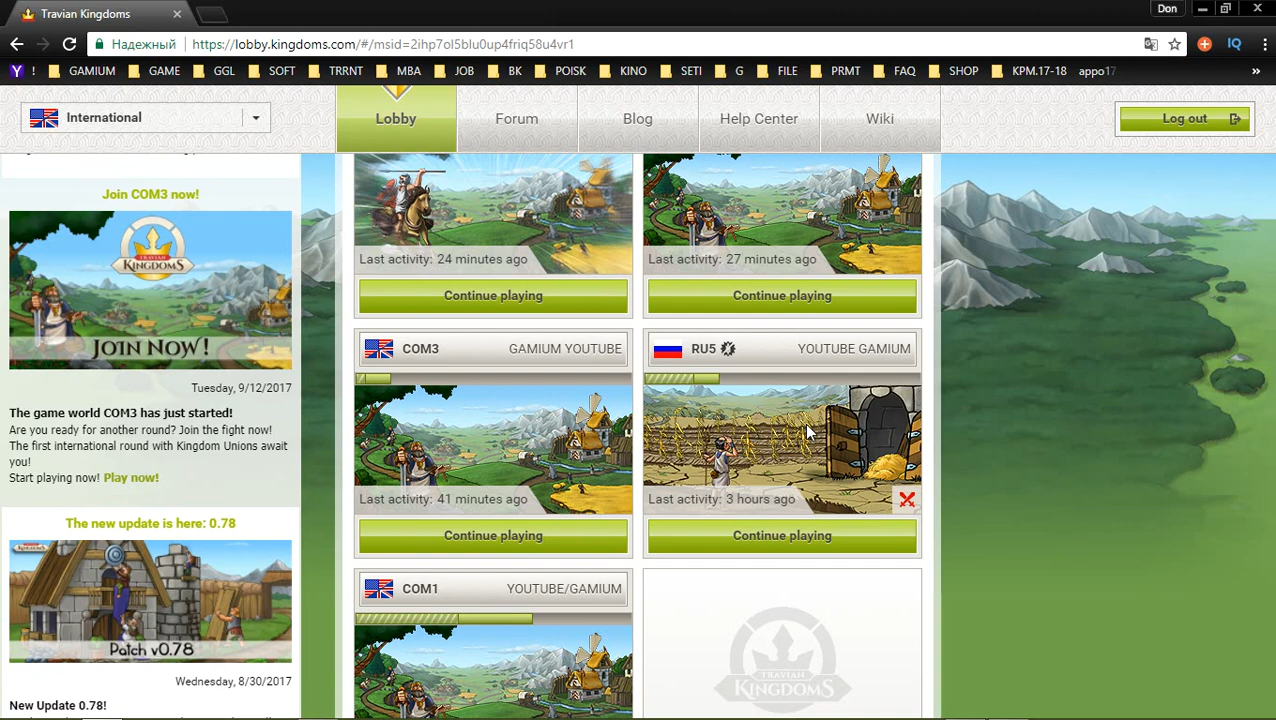 Travian Kingdoms
Don
Надежный https://lobby.kingdoms.com/#/msid=2ihp7ol5blu0up4friq58u4vr1
! GAMIUM GAME GGL SOFT TRRNT MBA JOB BK POISK KINO SETI G FILE PRMT FAQ SHOP KPM.17-18 appo17 »
International
Lobby
Forum
Blog
Help Center
Wiki
Log out
Join COM3 now!
TRAVIAN
KINGDOMS
JOIN NOW!
Tuesday, 9/12/2017
The game world COM3 has just started!
Are you ready for another round? Join the fight now!
The first international round with Kingdom Unions await
you!
Start playing now! Play now!
The new update is here: 0.78
Patch v0.78
Wednesday, 8/30/2017
New Update 0.78!
Last activity: 24 minutes ago
Continue playing
Last activity: 27 minutes ago
Continue playing
COM3 GAMIUM YOUTUBE
Last activity: 41 minutes ago
Continue playing
RU5 YOUTUBE GAMIUM
Last activity: 3 hours ago
Continue playing
COM1 YOUTUBE/GAMIUM
TRAVIAN
KINGDOMS